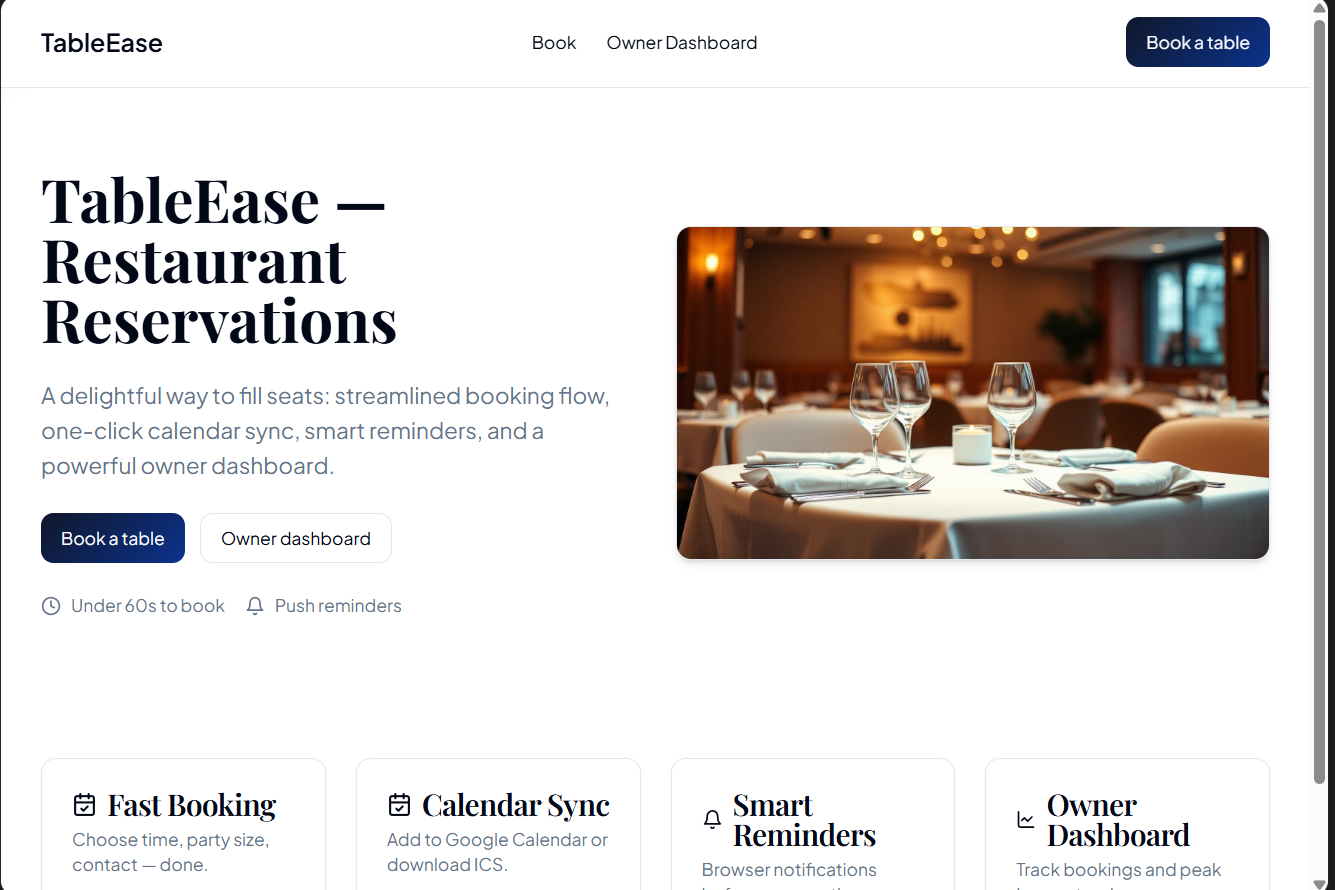 TableEase
Book
Owner Dashboard
Book a table
TableEase —
Restaurant
Reservations
A delightful way to fill seats: streamlined booking flow,
one-click calendar sync, smart reminders, and a
powerful owner dashboard.
Book a table
Owner dashboard
Under 60s to book
Push reminders
Fast Booking
Choose time, party size,
contact — done.
Calendar Sync
Add to Google Calendar or
download ICS.
Smart
Reminders
Browser notifications
Owner
Dashboard
Track bookings and peak